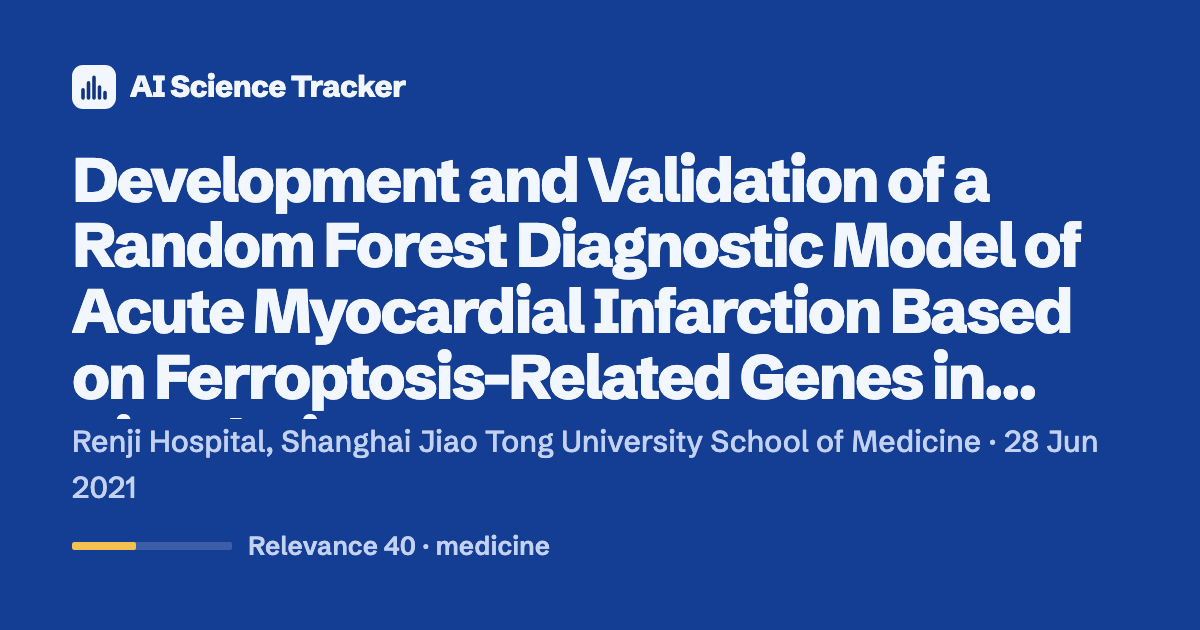 AI Science Tracker
Development and Validation of a
Random Forest Diagnostic Model of
Acute Myocardial Infarction Based
on Ferroptosis-Related Genes in...
Renji Hospital, Shanghai Jiao Tong University School of Medicine · 28 Jun
2021
Relevance 40 · medicine